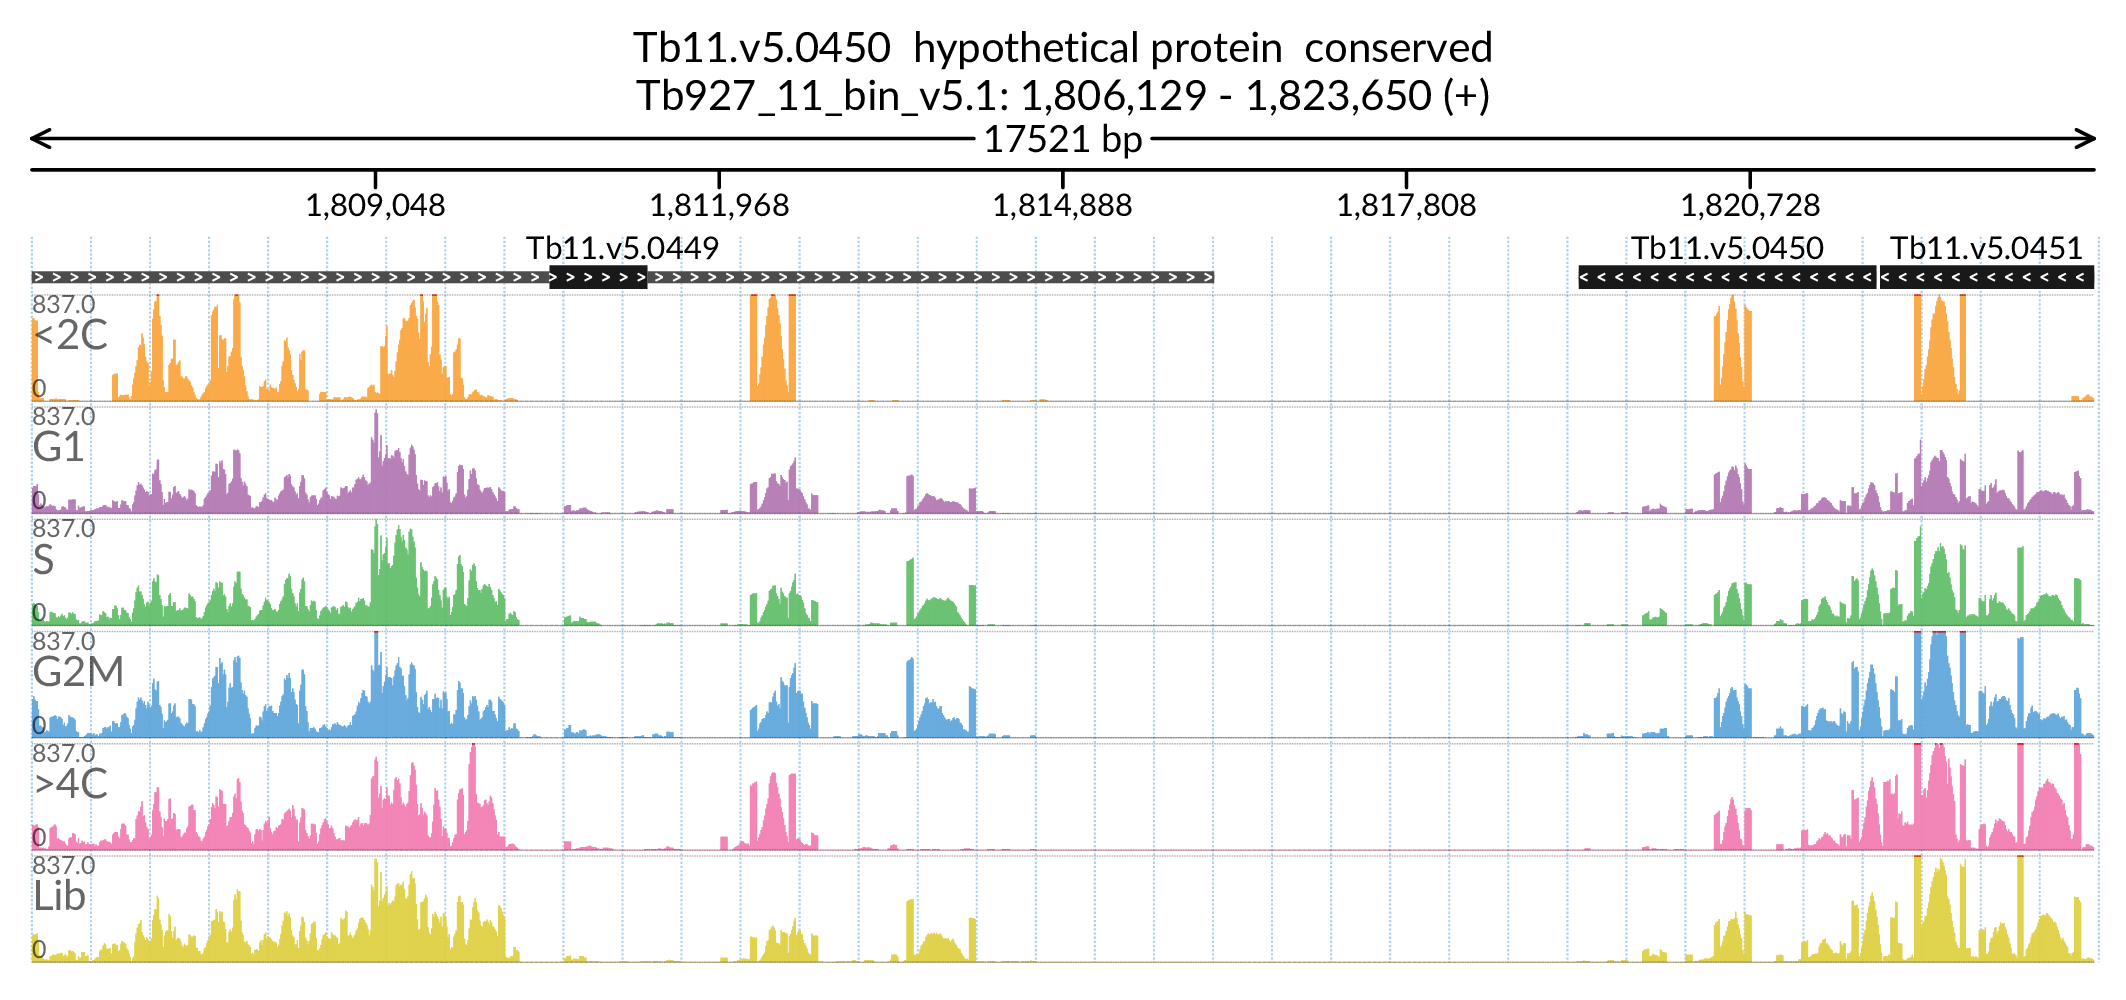 Tb11.v5.0450 hypothetical protein conserved
Tb927_11_bin_v5.1: 1,806,129 - 1,823,650 (+)
17521 bp
1,809,048 1,811,968 1,814,888 1,817,808 1,820,728
Tb11.v5.0449 Tb11.v5.0450 Tb11.v5.0451
837.0
<2C
0
837.0
G1
0
837.0
S
0
837.0
G2M
0
837.0
>4C
0
837.0
Lib
0